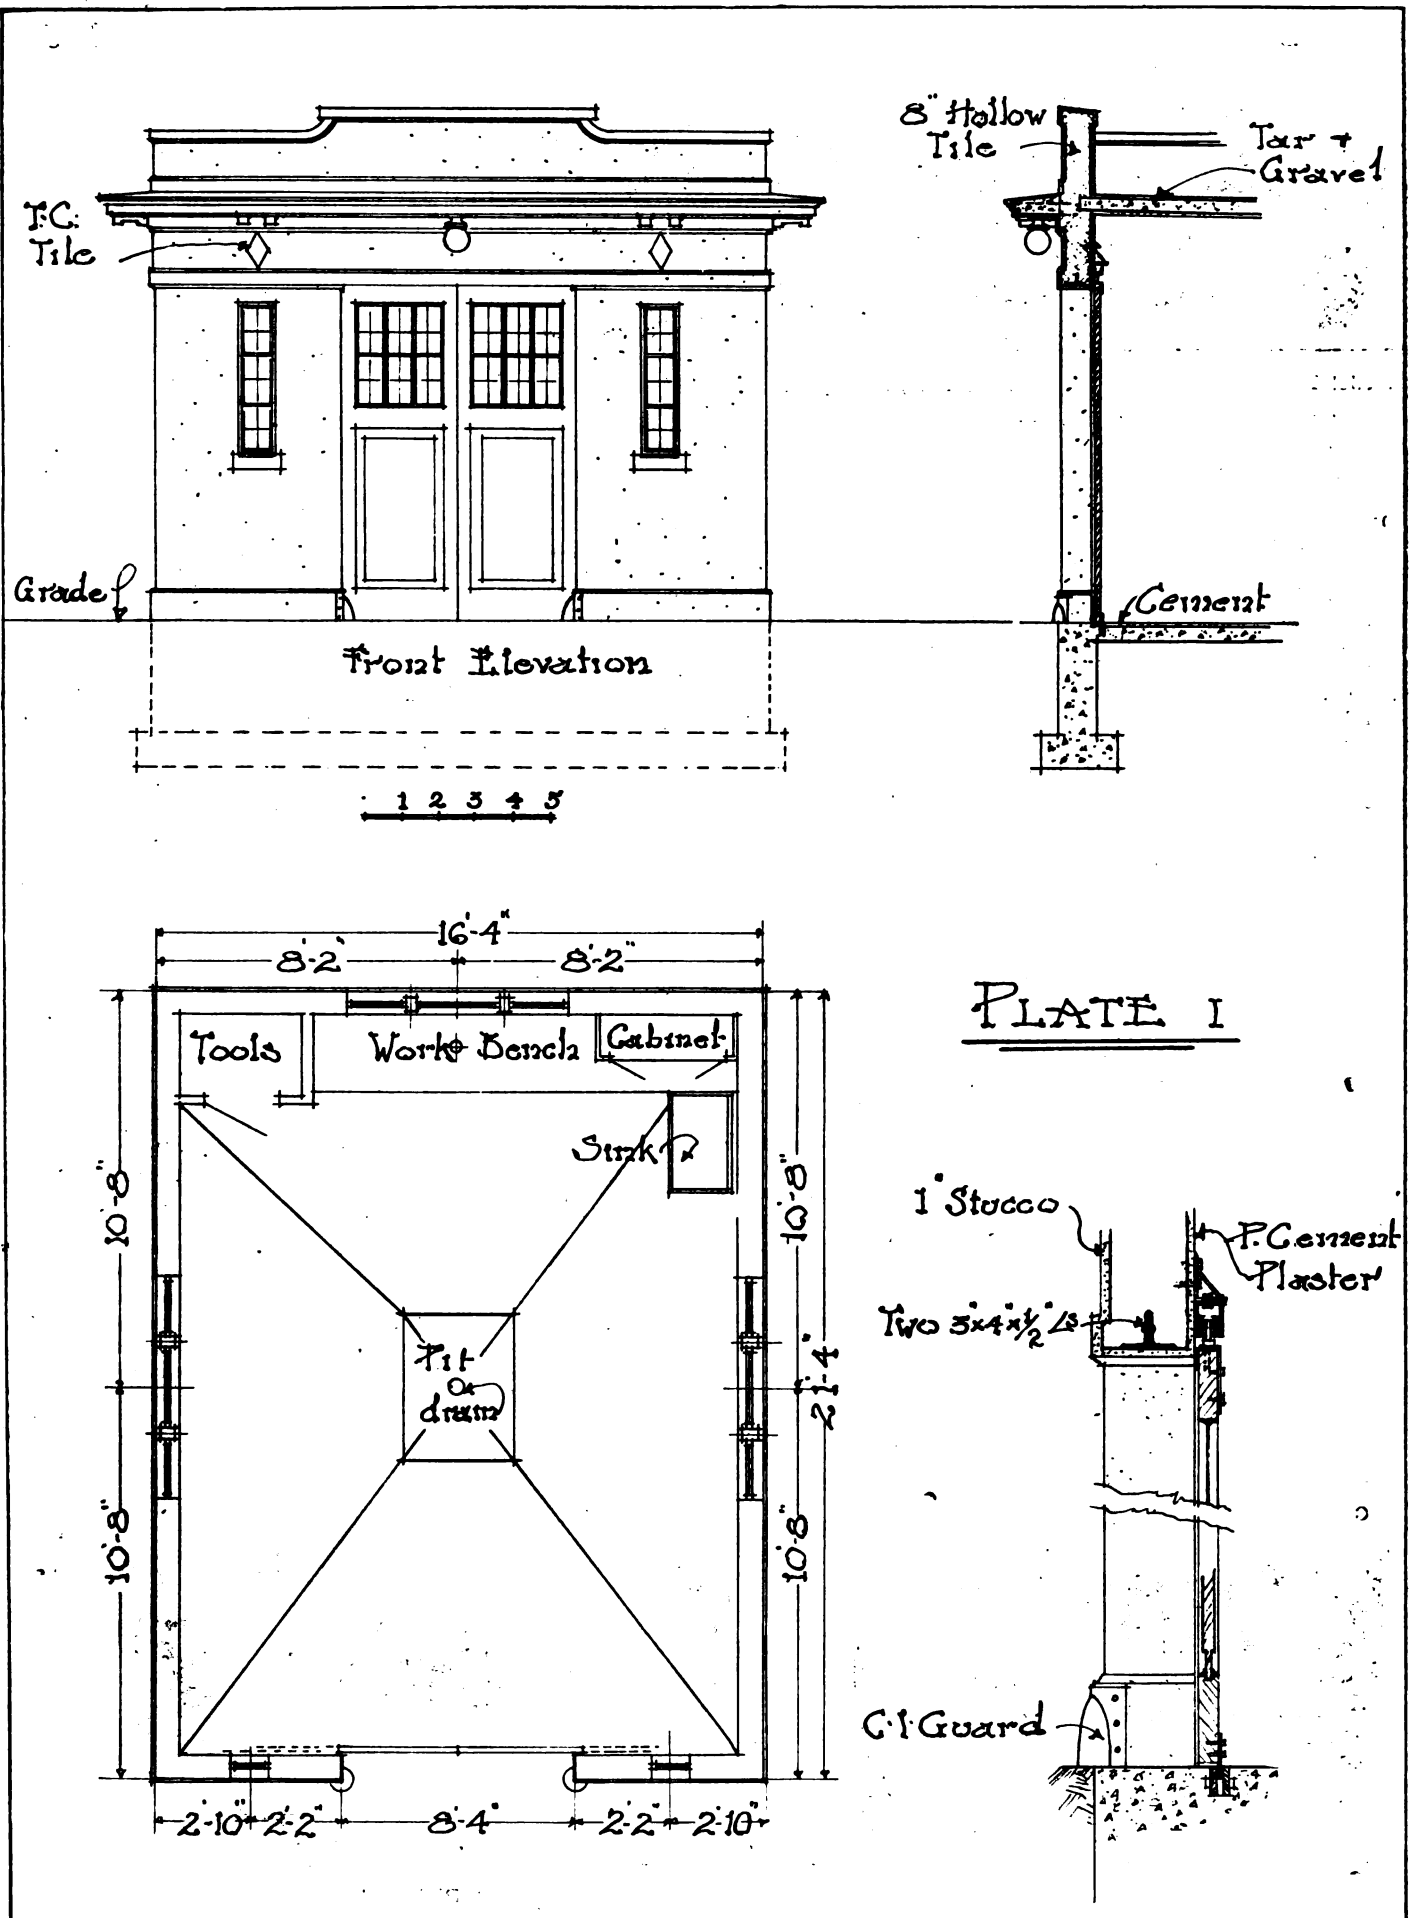 8" Hollow
Tile
Tar +
Gravel
T.C.
Tile
Grade
Cement
Front Elevation
1 2 3 4 5
16'-4"
8'-2'
8'-2"
PLATE I
Tools
Work Bench
Cabinet
Sink
10'-8"
10'-8"
1" Stucco
P. Cement
Plaster
Two 3"x4"x1/2" Ls
Pit
drain
21'-4"
10'-8"
10'-8"
C.I. Guard
2'-10" 2'-2" 8'-4" 2'-2" 2'-10"